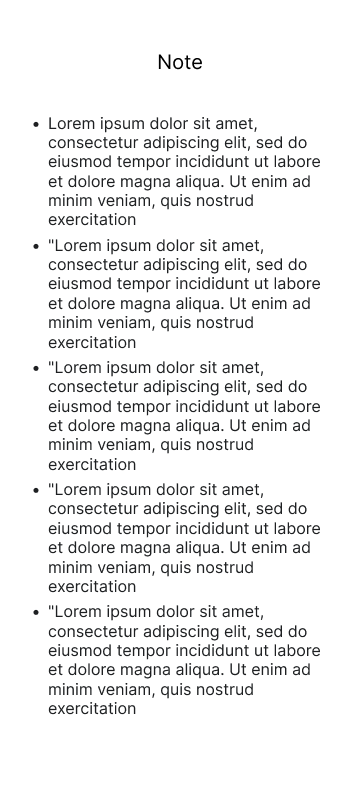 Note
• Lorem ipsum dolor sit amet,
consectetur adipiscing elit, sed do
eiusmod tempor incididunt ut labore
et dolore magna aliqua. Ut enim ad
minim veniam, quis nostrud
exercitation
• "Lorem ipsum dolor sit amet,
consectetur adipiscing elit, sed do
eiusmod tempor incididunt ut labore
et dolore magna aliqua. Ut enim ad
minim veniam, quis nostrud
exercitation
• "Lorem ipsum dolor sit amet,
consectetur adipiscing elit, sed do
eiusmod tempor incididunt ut labore
et dolore magna aliqua. Ut enim ad
minim veniam, quis nostrud
exercitation
• "Lorem ipsum dolor sit amet,
consectetur adipiscing elit, sed do
eiusmod tempor incididunt ut labore
et dolore magna aliqua. Ut enim ad
minim veniam, quis nostrud
exercitation
• "Lorem ipsum dolor sit amet,
consectetur adipiscing elit, sed do
eiusmod tempor incididunt ut labore
et dolore magna aliqua. Ut enim ad
minim veniam, quis nostrud
exercitation